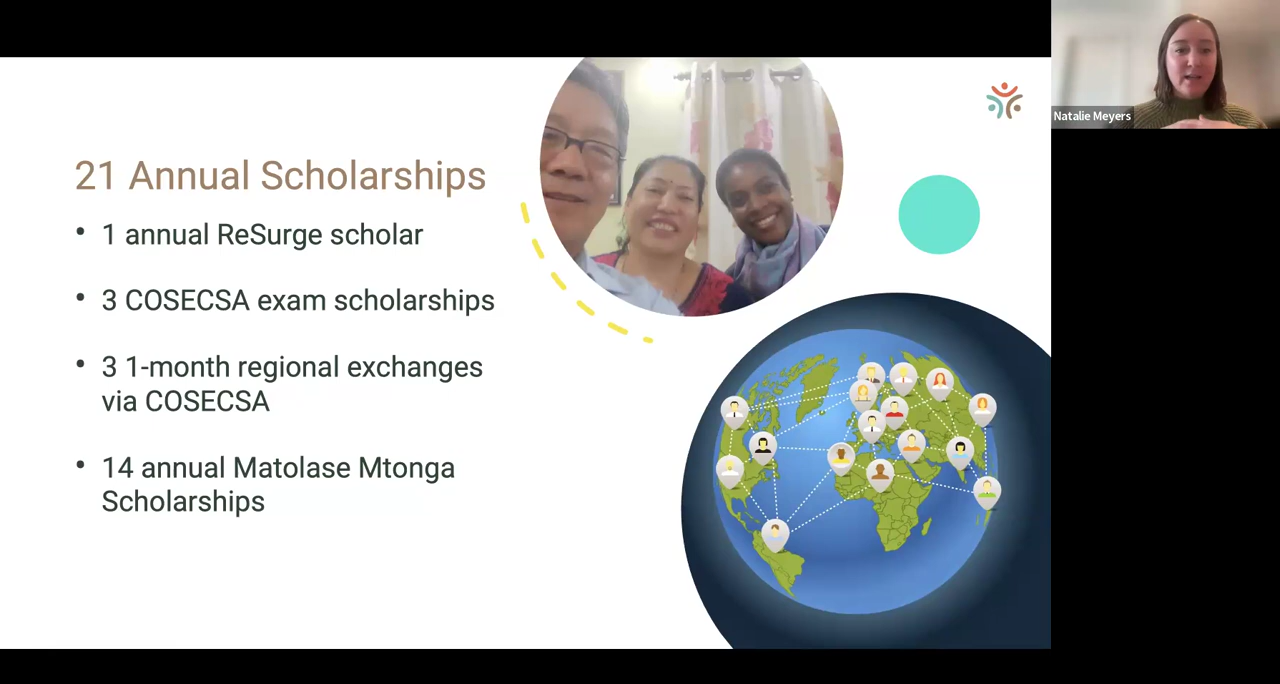 21 Annual Scholarships
• 1 annual ReSurge scholar
• 3 COSECSA exam scholarships
• 3 1-month regional exchanges
via COSECSA
• 14 annual Matolase Mtonga
Scholarships
Natalie Meyers